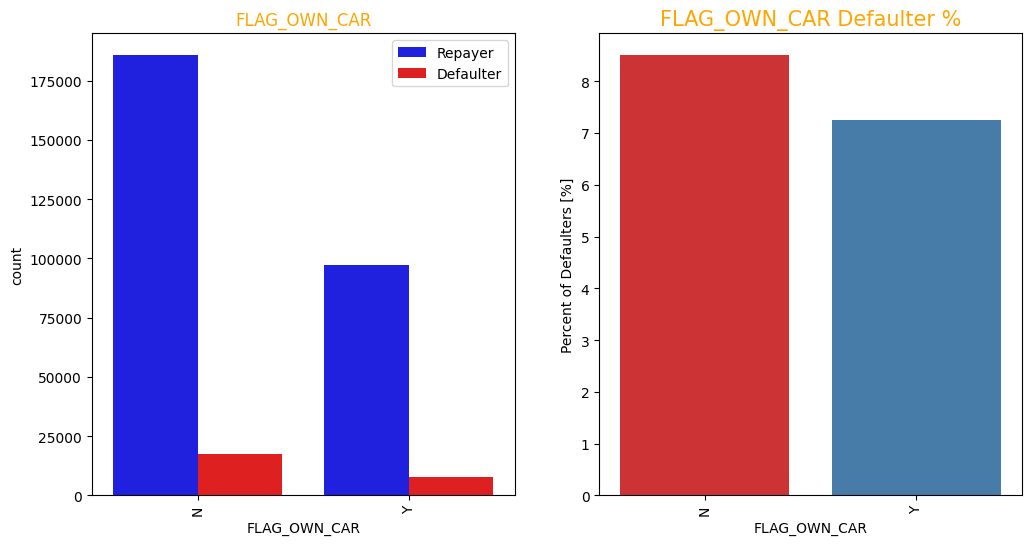 FLAG_OWN_CAR
Repayer
Defaulter
count
175000
150000
125000
100000
75000
50000
25000
0
N
Y
FLAG_OWN_CAR
FLAG_OWN_CAR Defaulter %
Percent of Defaulters [%]
8
7
6
5
4
3
2
1
0
N
Y
FLAG_OWN_CAR